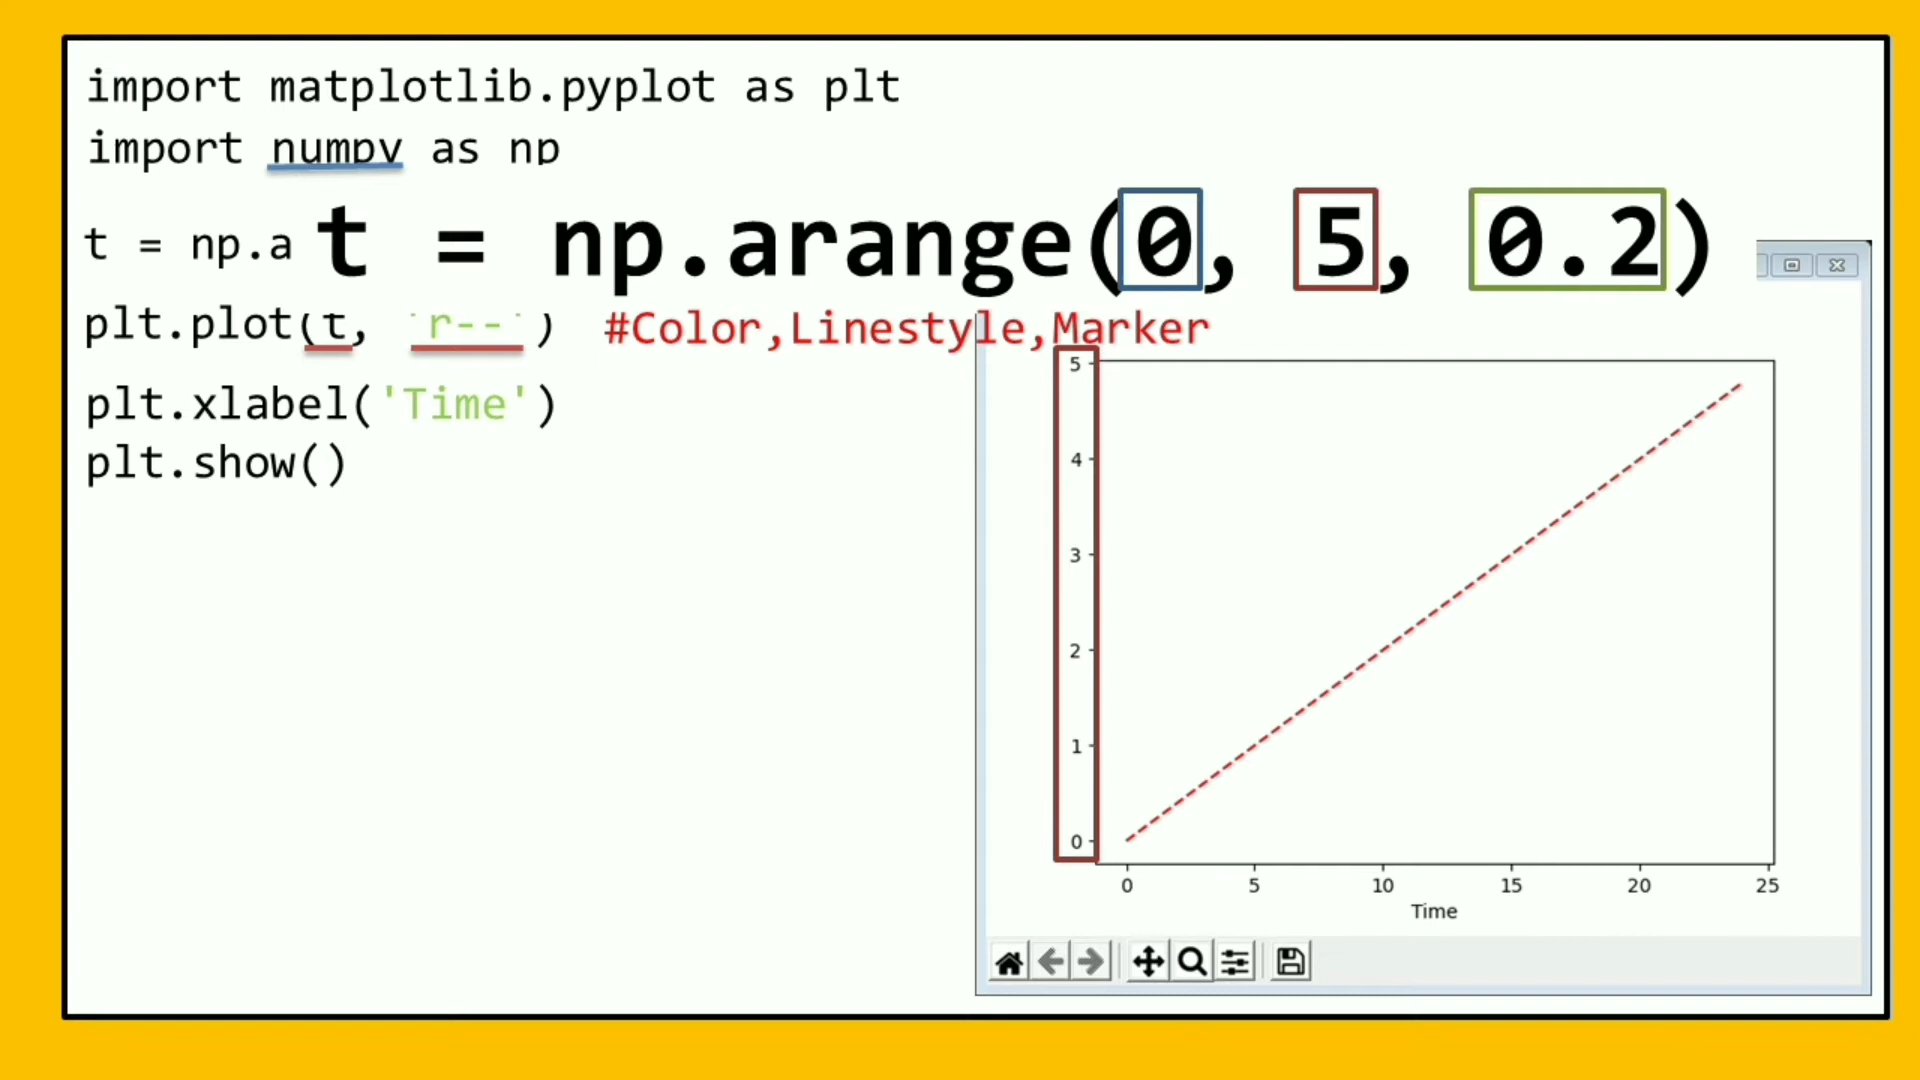 import matplotlib.pyplot as plt
import numpy as np
t = np.a
t = np.arange(0, 5, 0.2)
plt.plot(t, 'r--') #Color,Linestyle,Marker
plt.xlabel('Time')
plt.show()
5
4
3
2
1
0
0 5 10 15 20 25
Time